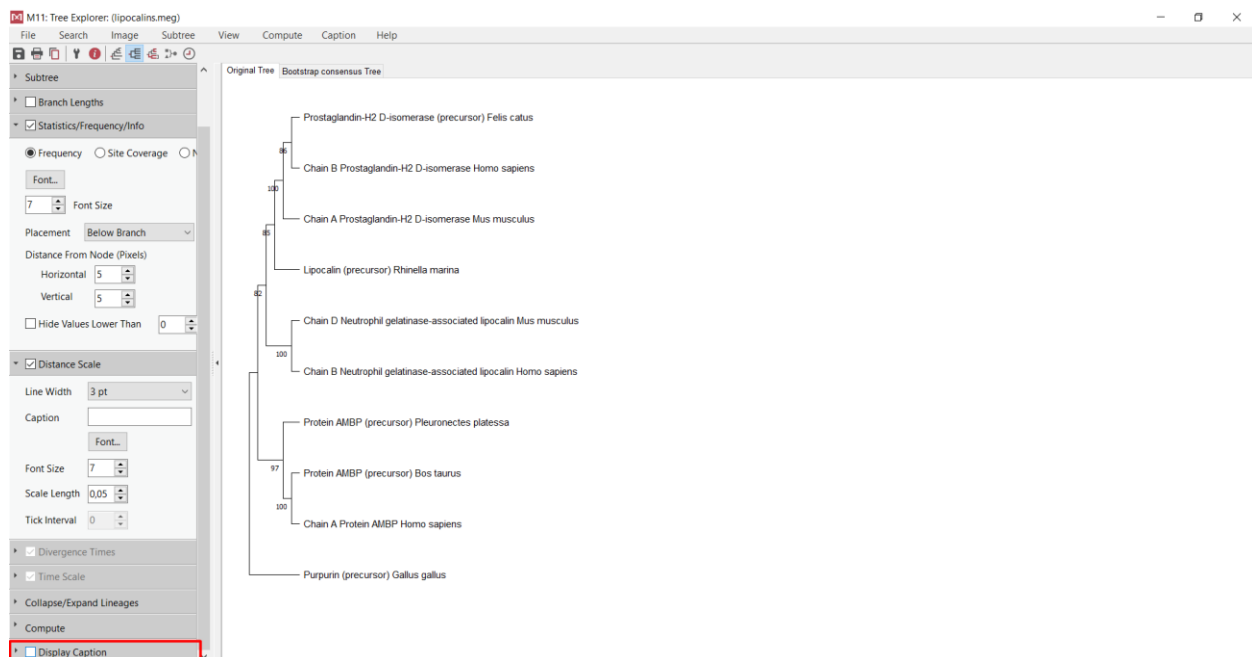 M11: Tree Explorer: (lipocalins.meg)
File Search Image Subtree View Compute Caption Help
Subtree
Branch Lengths
Statistics/Frequency/Info
Frequency Site Coverage N
Font...
7 Font Size
Placement Below Branch
Distance From Node (Pixels)
Horizontal 5
Vertical 5
Hide Values Lower Than 0
Distance Scale
Line Width 3 pt
Caption
Font...
Font Size 7
Scale Length 0,05
Tick Interval 0
Divergence Times
Time Scale
Collapse/Expand Lineages
Compute
Display Caption
Original Tree Bootstrap consensus Tree
Prostaglandin-H2 D-isomerase (precursor) Felis catus
86
Chain B Prostaglandin-H2 D-isomerase Homo sapiens
100
Chain A Prostaglandin-H2 D-isomerase Mus musculus
85
Lipocalin (precursor) Rhinella marina
82
Chain D Neutrophil gelatinase-associated lipocalin Mus musculus
100
Chain B Neutrophil gelatinase-associated lipocalin Homo sapiens
Protein AMBP (precursor) Pleuronectes platessa
97
Protein AMBP (precursor) Bos taurus
100
Chain A Protein AMBP Homo sapiens
Purpurin (precursor) Gallus gallus